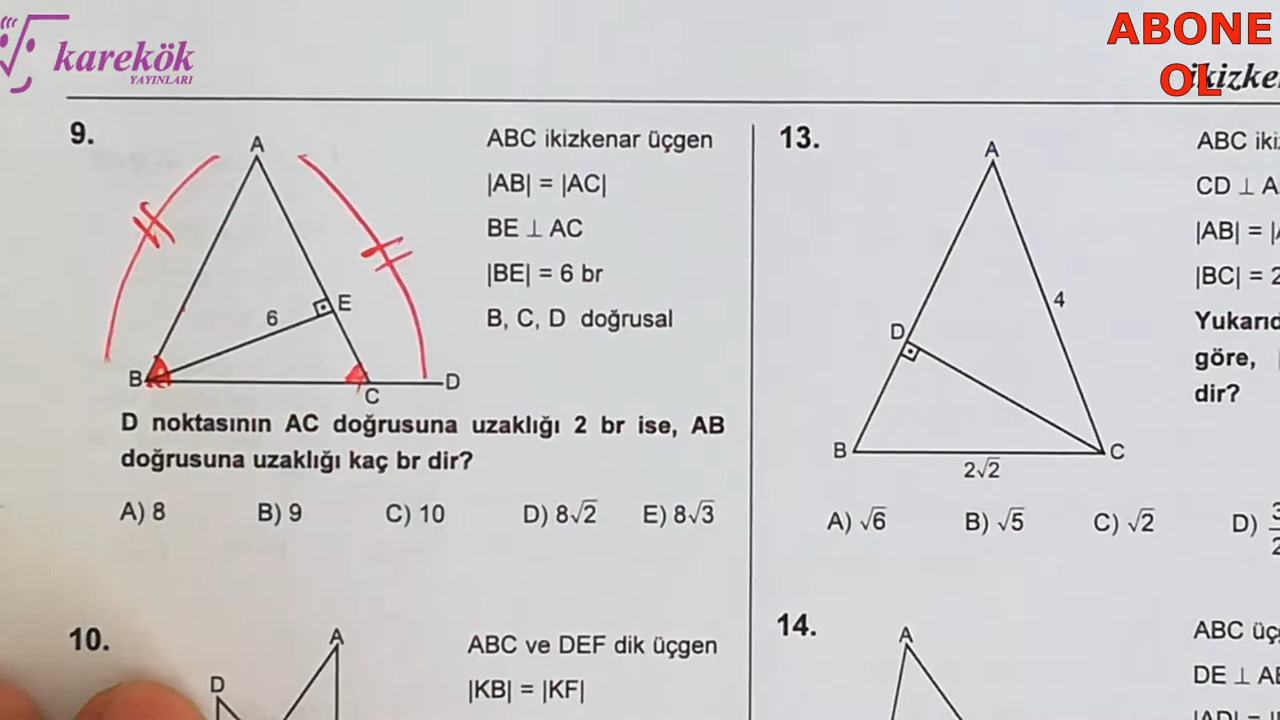 karekök
YAYINLARI
ABONE
OL
9.
A
B
C
D
E
6
ABC ikizkenar üçgen
|AB| = |AC|
BE ⊥ AC
|BE| = 6 br
B, C, D doğrusal
D noktasının AC doğrusuna uzaklığı 2 br ise, AB
doğrusuna uzaklığı kaç br dir?
A) 8 B) 9 C) 10 D) 8√2 E) 8√3
10.
A
D
ABC ve DEF dik üçgen
|KB| = |KF|
13.
A
4
D
B
C
2√2
ABC iki
CD ⊥ A
|AB| = |
|BC| = 2
Yukarıd
göre,
dir?
A) √6 B) √5 C) √2 D)
14.
A
ABC üç
DE ⊥ AB